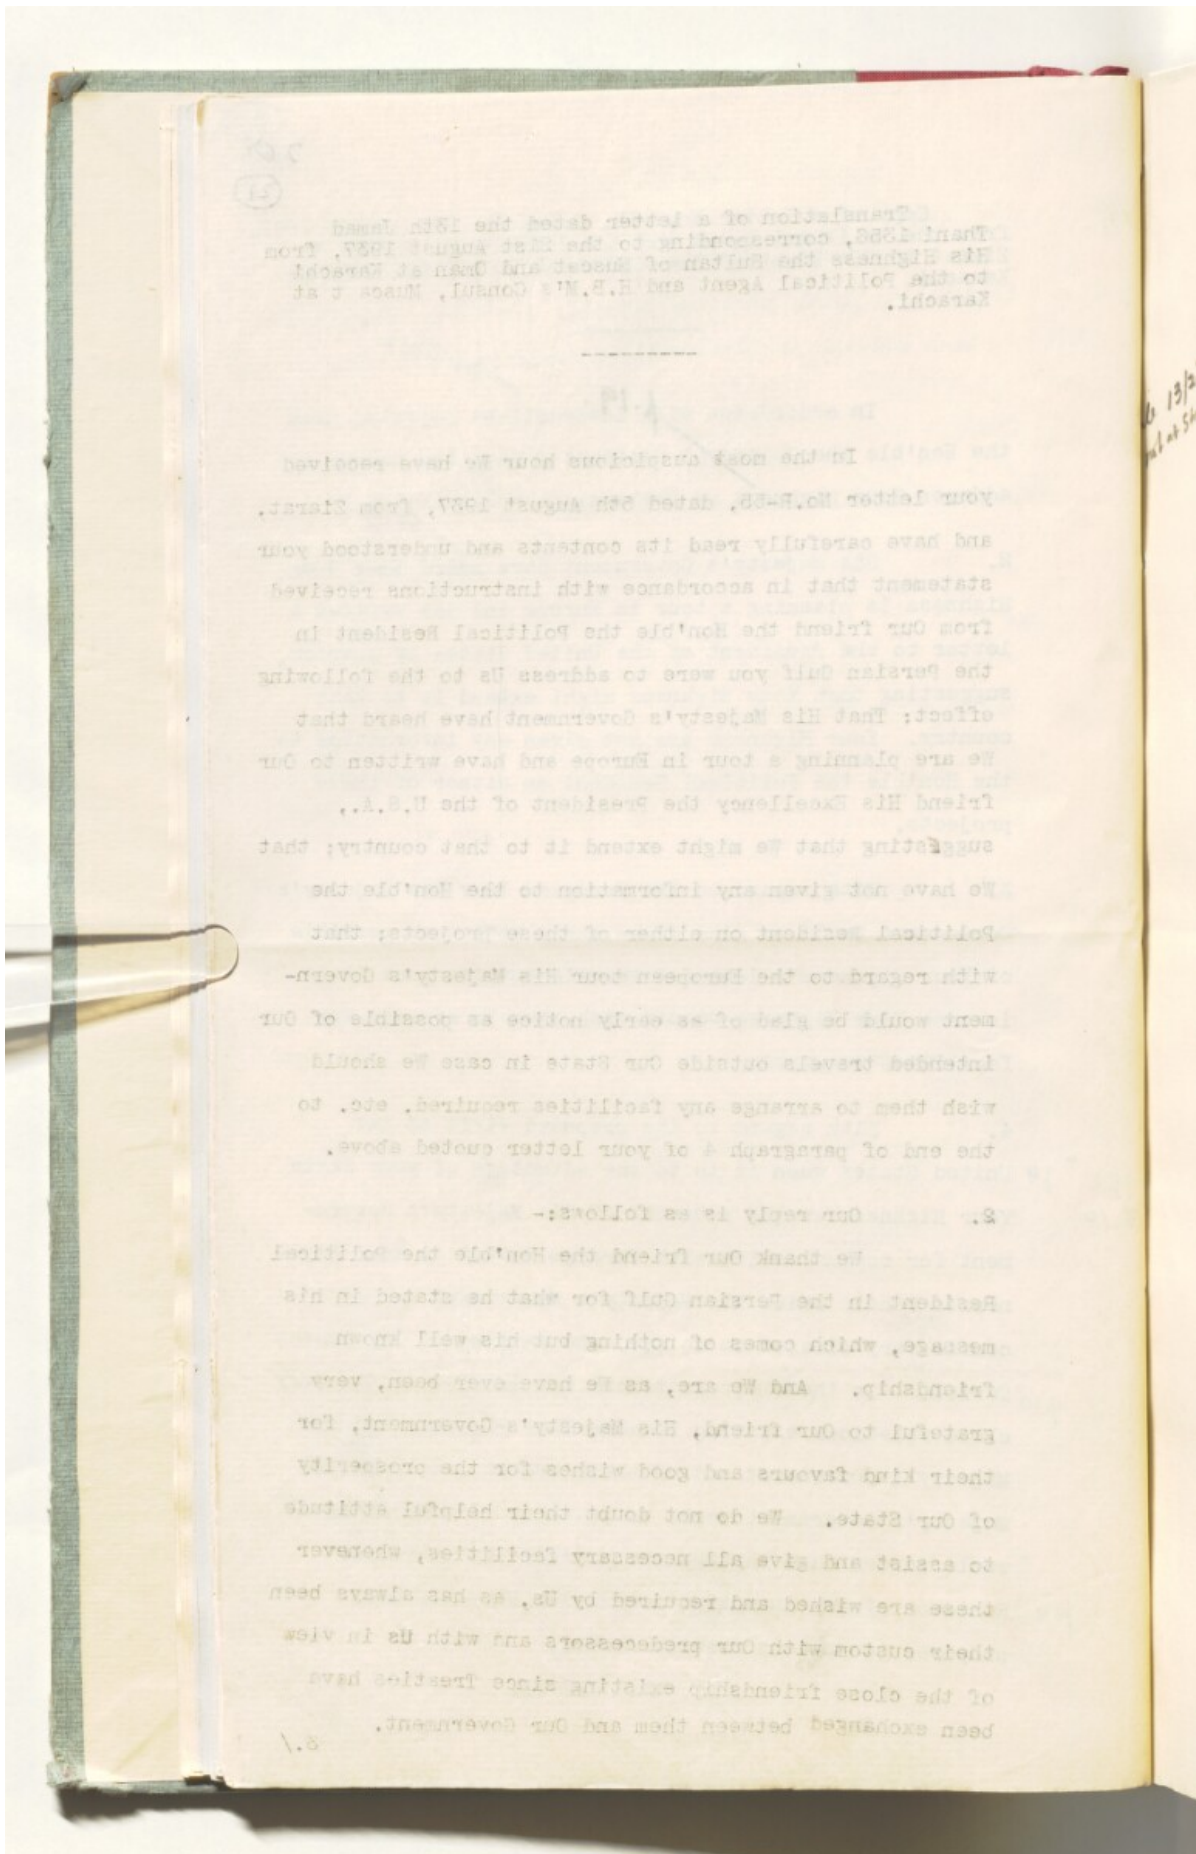 Translation of a letter dated the 13th Jamad
Thani 1356, corresponding to the 21st August 1937, from
His Highness the Sultan of Muscat and Oman at Karachi
to the Political Agent and H.B.M's Consul, Musca t at
Karachi.
---------
In the most auspicious hour We have received
your letter No.R-55, dated 6th August 1937, from Ziarat,
and have carefully read its contents and understood your
statement that in accordance with instructions received
from Our friend the Hon'ble the Political Resident in
the Persian Gulf you were to address Us to the following
effect: That His Majesty's Government have heard that
We are planning a tour in Europe and have written to Our
friend His Excellency the President of the U.S.A.,
suggesting that We might extend it to that country; that
We have not given any information to the Hon'ble the
Political Resident on either of these projects; that
with regard to the European tour His Majesty's Govern-
ment would be glad of as early notice as possible of Our
intended travels outside Our State in case We should
wish them to arrange any facilities required, etc. to
the end of paragraph 4 of your letter quoted above.
2. Our reply is as follows:-
We thank Our friend the Hon'ble the Political
Resident in the Persian Gulf for what he stated in his
message, which comes of nothing but his well known
friendship. And We are, as We have ever been, very
grateful to Our friend, His Majesty's Government, for
their kind favours and good wishes for the prosperity
of Our State. We do not doubt their helpful attitude
to assist and give all necessary facilities, whenever
these are wished and required by Us, as has always been
their custom with Our predecessors and with Us in view
of the close friendship existing since Treaties have
been exchanged between them and Our Government.
3./
13/2